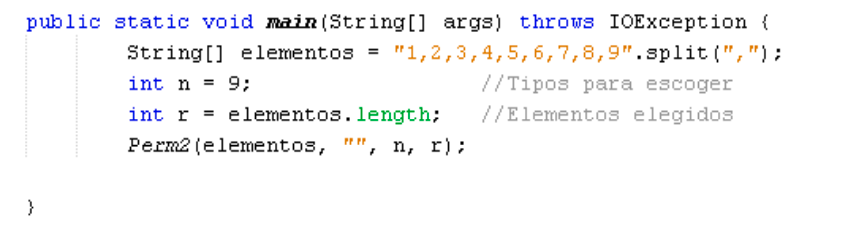 public static void main(String[] args) throws IOException {
String[] elementos = "1,2,3,4,5,6,7,8,9".split(",");
int n = 9;                    //Tipos para escoger
int r = elementos.length;   //Elementos elegidos
Perm2(elementos, "", n, r);
}